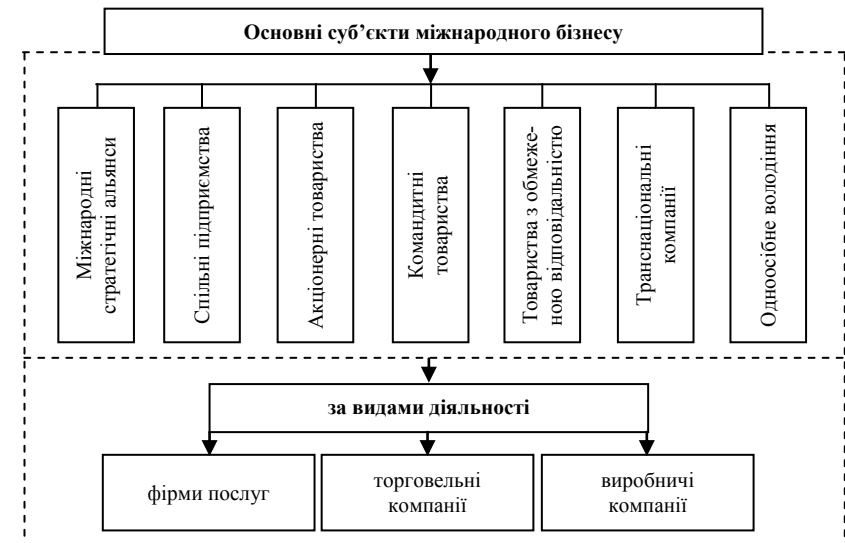 Основні суб’єкти міжнародного бізнесу
Міжнародні
стратегічні альянси
Спільні підприємства
Акціонерні товариства
Командитні
товариства
Товариства з обмеже-
ною відповідальністю
Транснаціональні
компанії
Одноосібне володіння
за видами діяльності
фірми послуг
торговельні
компанії
виробничі
компанії